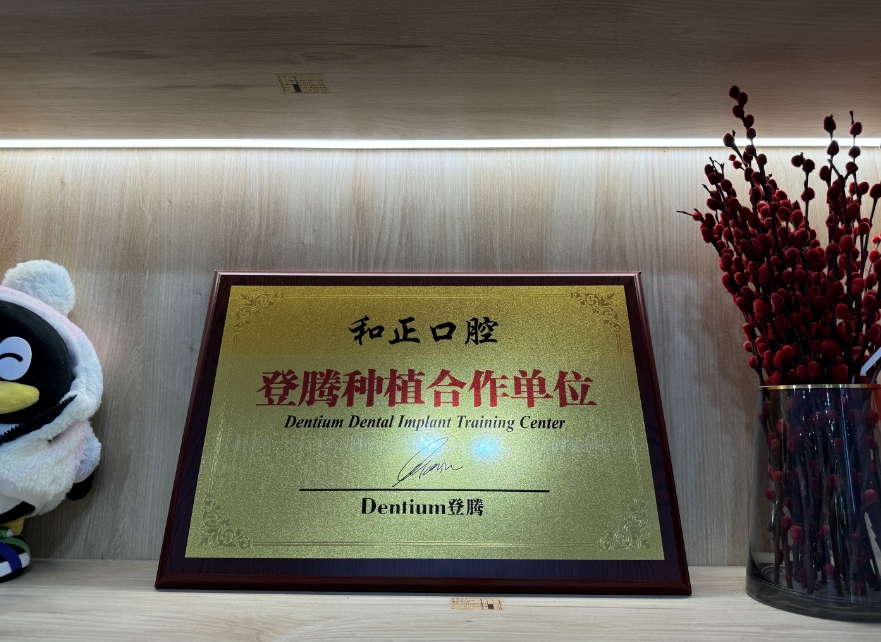 和正口腔
登腾种植合作单位
Dentium Dental Implant Training Center
Dentium登腾